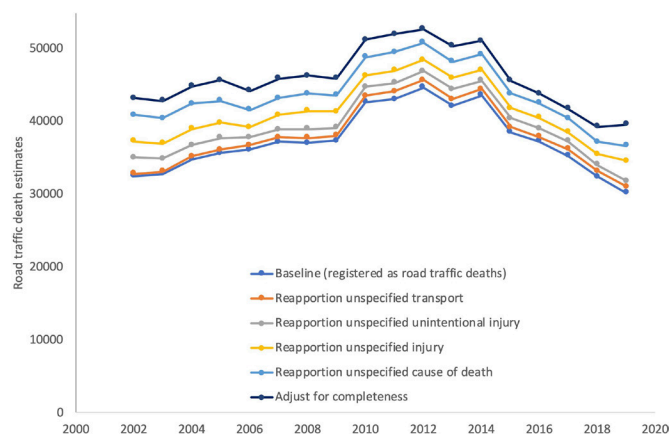 Road traffic death estimates
50000
40000
30000
20000
10000
0
Baseline (registered as road traffic deaths)
Reapportion unspecified transport
Reapportion unspecified unintentional injury
Reapportion unspecified injury
Reapportion unspecified cause of death
Adjust for completeness
2000 2002 2004 2006 2008 2010 2012 2014 2016 2018 2020